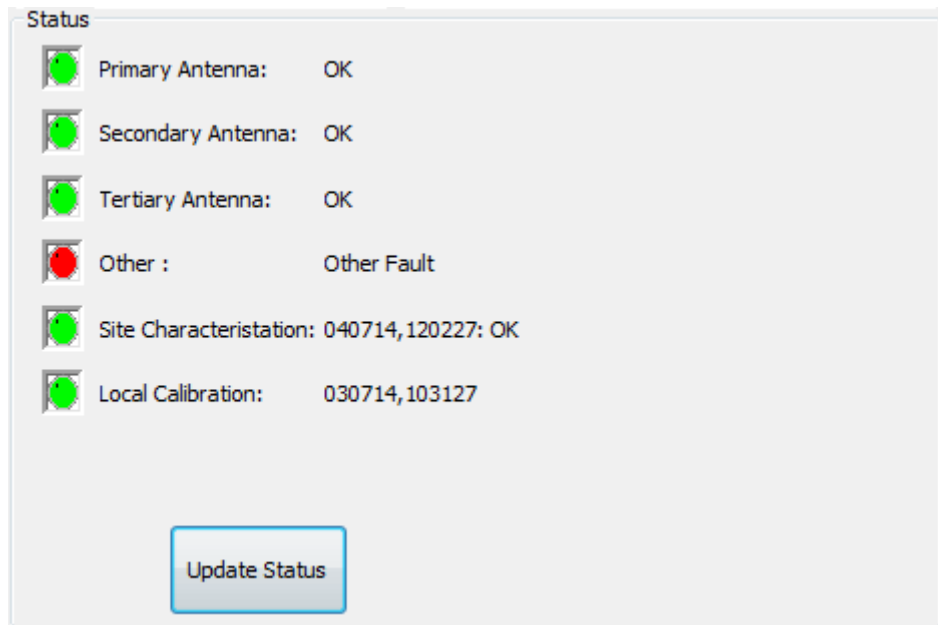 Status
Primary Antenna: OK
Secondary Antenna: OK
Tertiary Antenna: OK
Other : Other Fault
Site Characteristation: 040714,120227: OK
Local Calibration: 030714,103127
Update Status